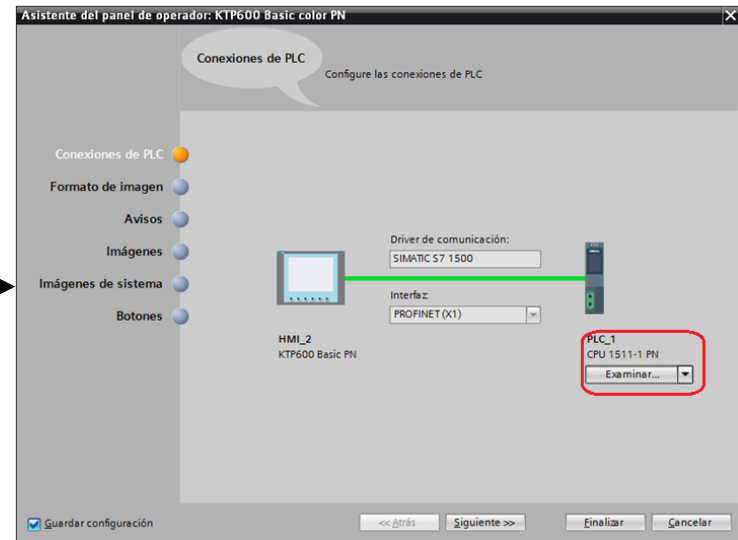 Asistente del panel de operador: KTP600 Basic color PN
Conexiones de PLC
Configure las conexiones de PLC
Conexiones de PLC
Formato de imagen
Avisos
Imágenes
Imágenes de sistema
Botones
Driver de comunicación:
SIMATIC S7 1500
Interfaz:
PROFINET (X1)
HMI_2
KTP600 Basic PN
PLC_1
CPU 1511-1 PN
Examinar...
Guardar configuración
<< Atrás
Siguiente >>
Finalizar
Cancelar